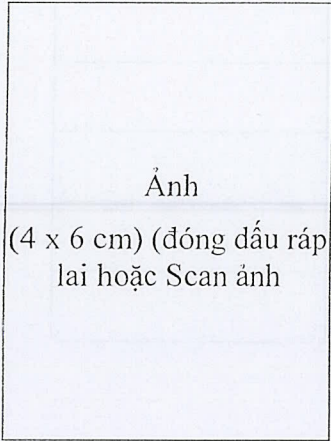 Ảnh
(4 x 6 cm) (đóng dấu ráp
lai hoặc Scan ảnh